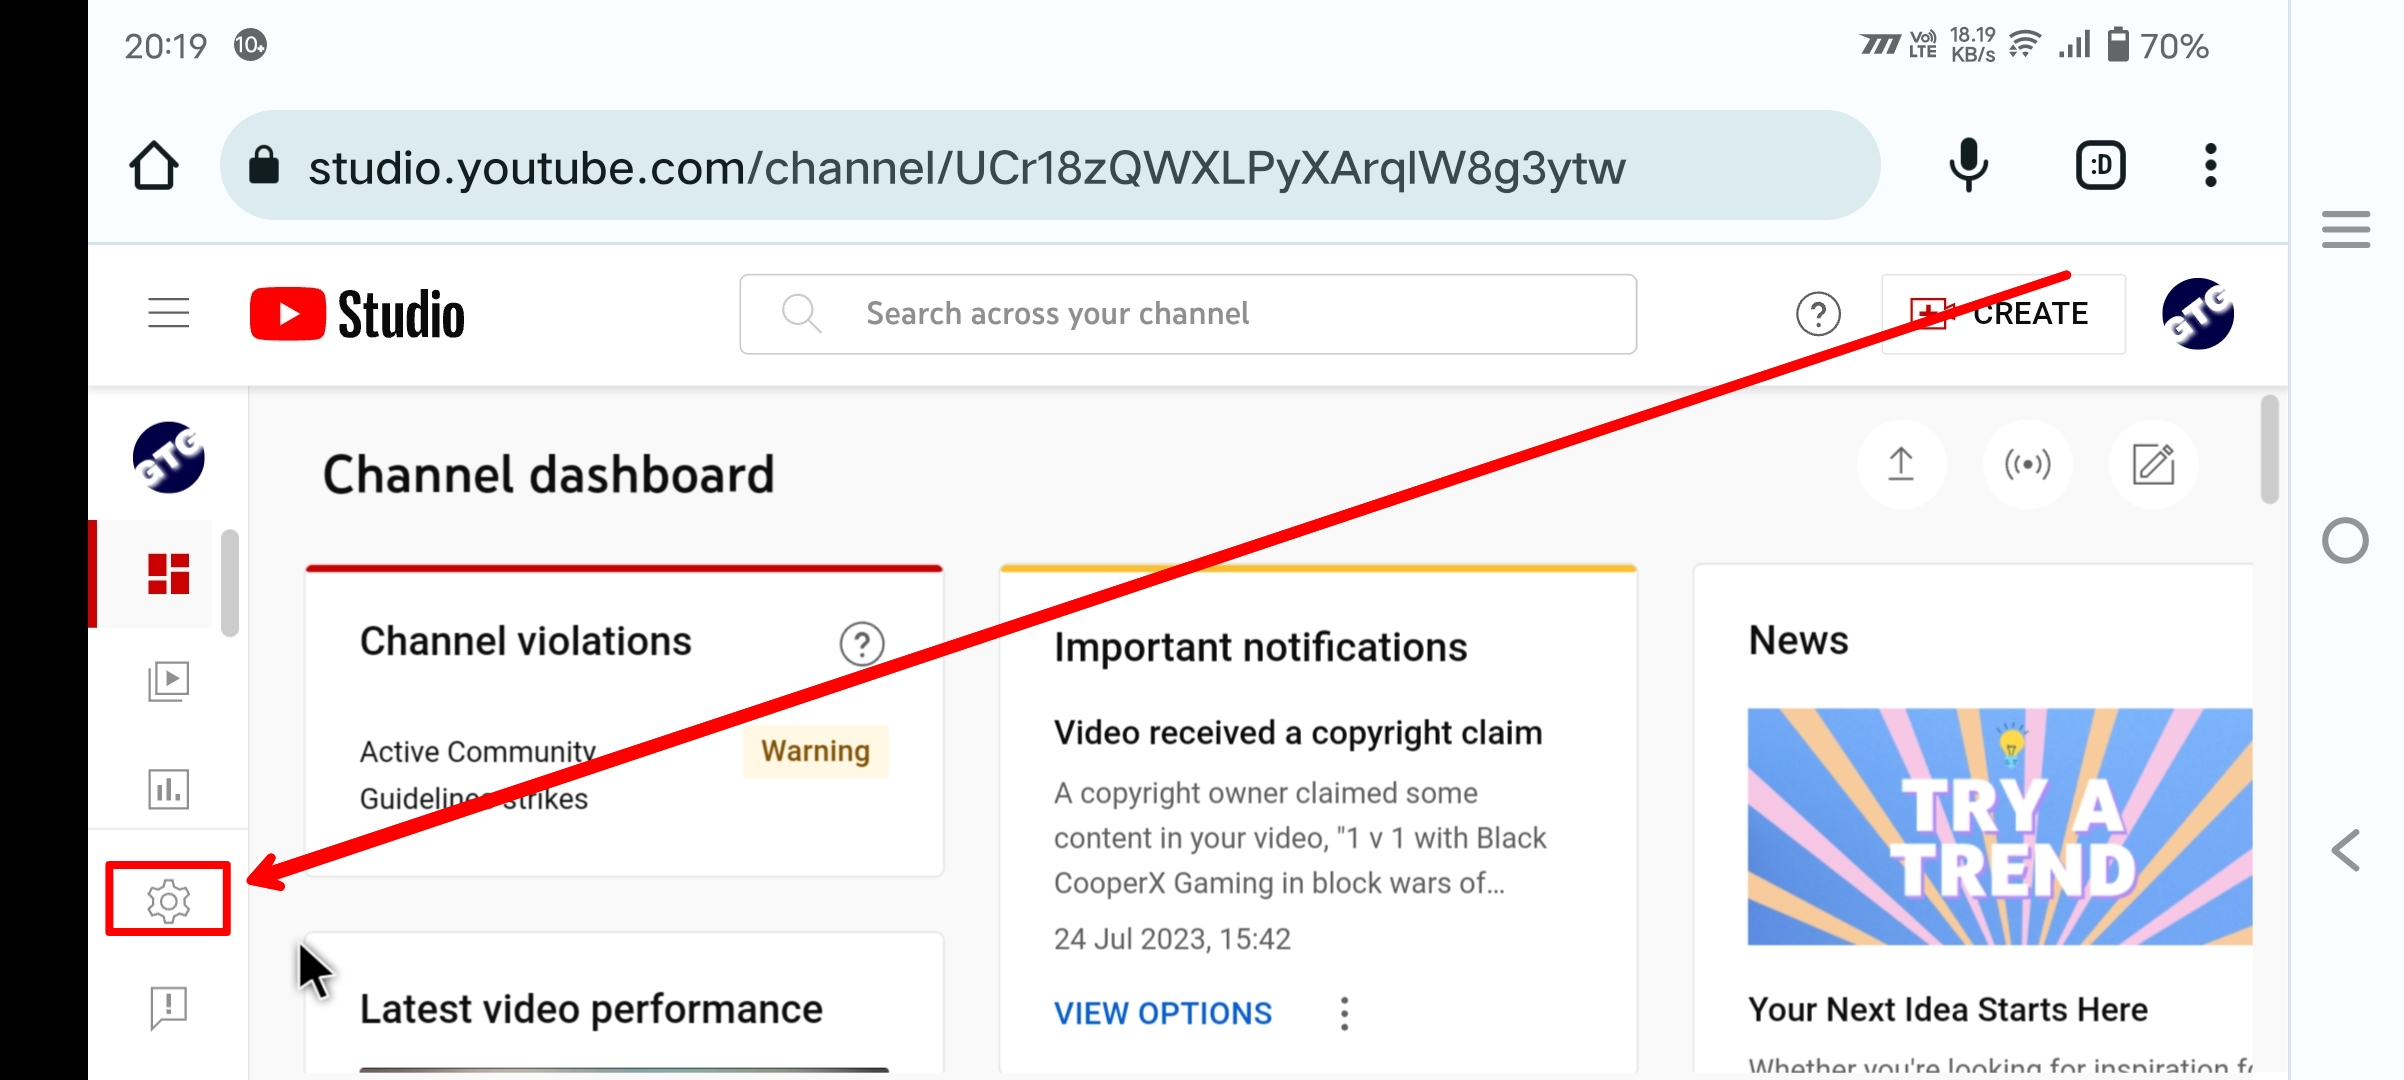 20:19
10+
Vo) LTE
18.19 KB/s
70%
studio.youtube.com/channel/UCr18zQWXLPyXArqlW8g3ytw
:D
Studio
Search across your channel
?
CREATE
GTG
GTG
Channel dashboard
Channel violations
?
Active Community
Guidelines strikes
Warning
Important notifications
Video received a copyright claim
A copyright owner claimed some
content in your video, "1 v 1 with Black
CooperX Gaming in block wars of...
24 Jul 2023, 15:42
VIEW OPTIONS
News
TRY A
TREND
Your Next Idea Starts Here
Whether you're looking for inspiration
Latest video performance